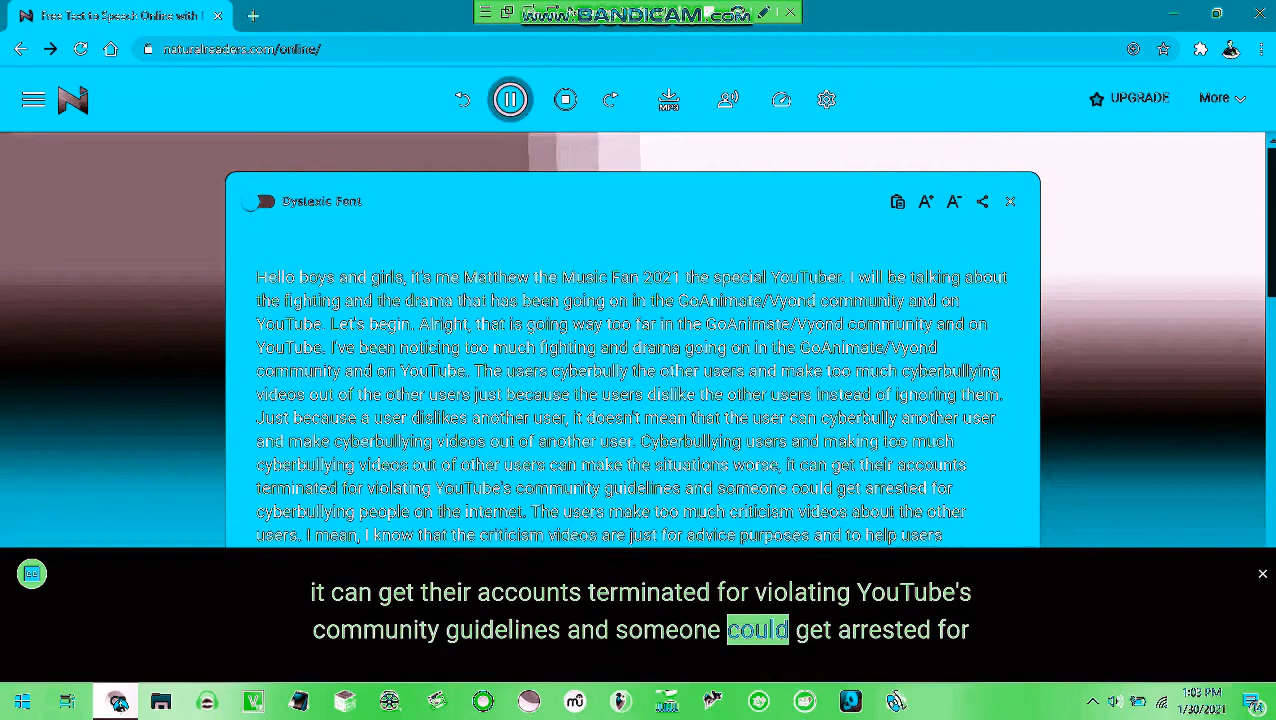 Free Text to Speech Online with
www.BANDICAM.com
naturalreaders.com/online/
MP3
UPGRADE
More
Dyslexic Font
A+ A-
Hello boys and girls, it's me Matthew the Music Fan 2021 the special YouTuber. I will be talking about
the fighting and the drama that has been going on in the GoAnimate/Vyond community and on
YouTube. Let's begin. Alright, that is going way too far in the GoAnimate/Vyond community and on
YouTube. I've been noticing too much fighting and drama going on in the GoAnimate/Vyond
community and on YouTube. The users cyberbully the other users and make too much cyberbullying
videos out of the other users just because the users dislike the other users instead of ignoring them.
Just because a user dislikes another user, it doesn't mean that the user can cyberbully another user
and make cyberbullying videos out of another user. Cyberbullying users and making too much
cyberbullying videos out of other users can make the situations worse, it can get their accounts
terminated for violating YouTube's community guidelines and someone could get arrested for
cyberbullying people on the internet. The users make too much criticism videos about the other
users. I mean, I know that the criticism videos are just for advice purposes and to help users
it can get their accounts terminated for violating YouTube's
community guidelines and someone could get arrested for
1:03 PM
1/30/2021